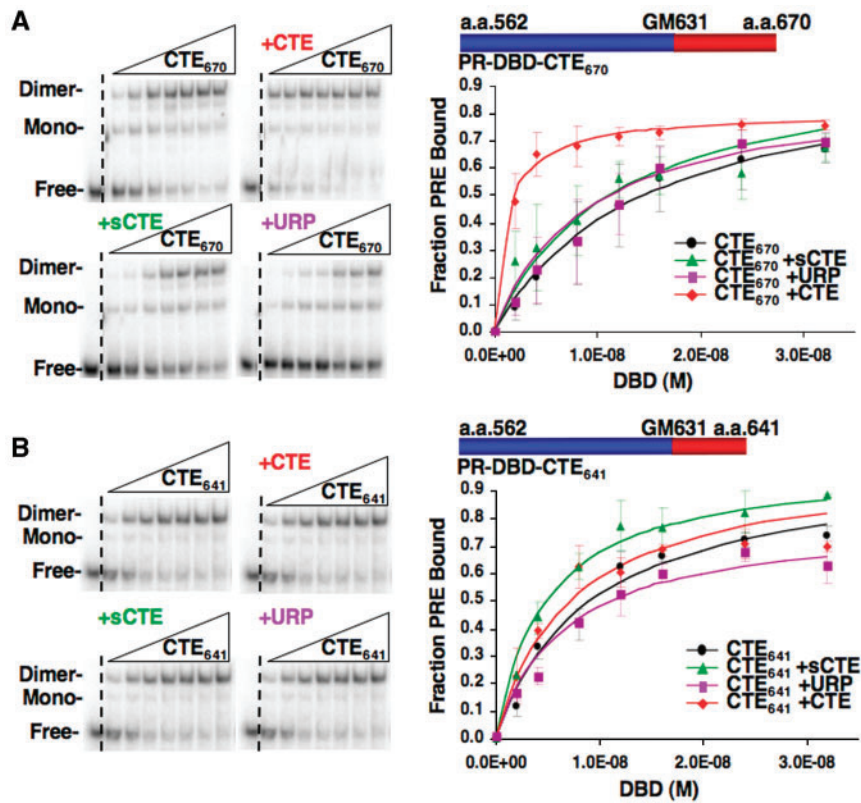 A
CTE670
+CTE
CTE670
Dimer-
Mono-
Free-
+sCTE
CTE670
+URP
CTE670
Dimer-
Mono-
Free-
a.a.562 GM631 a.a.670
PR-DBD-CTE670
0.9
0.8
0.7
0.6
0.5
0.4
0.3
0.2
0.1
0.0
Fraction PRE Bound
CTE670
CTE670 +sCTE
CTE670 +URP
CTE670 +CTE
0.0E+00 1.0E-08 2.0E-08 3.0E-08
DBD (M)
B
CTE641
+CTE
CTE641
Dimer-
Mono-
Free-
+sCTE
CTE641
+URP
CTE641
Dimer-
Mono-
Free-
a.a.562 GM631 a.a.641
PR-DBD-CTE641
0.9
0.8
0.7
0.6
0.5
0.4
0.3
0.2
0.1
0.0
Fraction PRE Bound
CTE641
CTE641 +sCTE
CTE641 +URP
CTE641 +CTE
0.0E+00 1.0E-08 2.0E-08 3.0E-08
DBD (M)